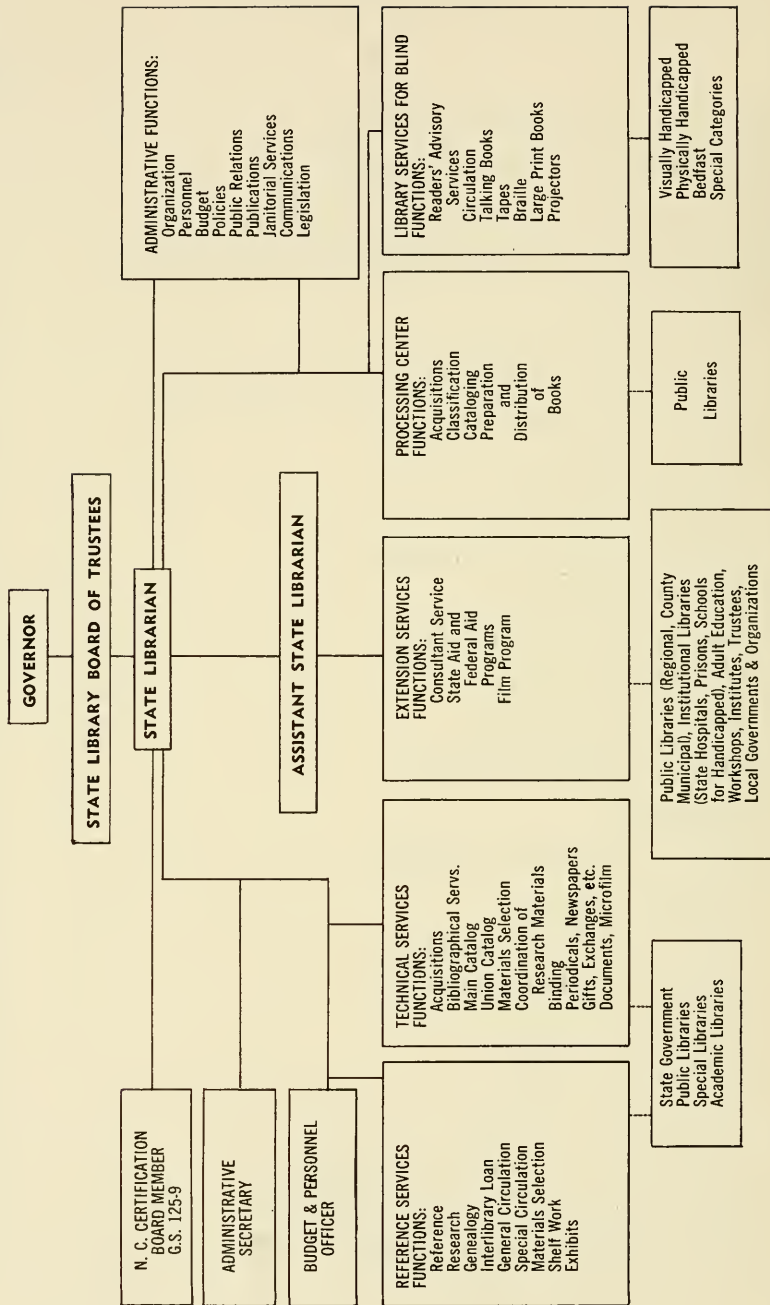 GOVERNOR
STATE LIBRARY BOARD OF TRUSTEES
STATE LIBRARIAN
ASSISTANT STATE LIBRARIAN
N. C. CERTIFICATION
BOARD MEMBER
G.S. 125-9
ADMINISTRATIVE
SECRETARY
BUDGET & PERSONNEL
OFFICER
ADMINISTRATIVE FUNCTIONS:
Organization
Personnel
Budget
Policies
Public Relations
Publications
Janitorial Services
Communications
Legislation
REFERENCE SERVICES
FUNCTIONS:
Reference
Research
Genealogy
Interlibrary Loan
General Circulation
Special Circulation
Materials Selection
Shelf Work
Exhibits
TECHNICAL SERVICES
FUNCTIONS:
Acquisitions
Bibliographical Servs.
Main Catalog
Union Catalog
Materials Selection
Coordination of
Research Materials
Binding
Periodicals, Newspapers
Gifts, Exchanges, etc.
Documents, Microfilm
EXTENSION SERVICES
FUNCTIONS:
Consultant Service
State Aid and
Federal Aid
Programs
Film Program
PROCESSING CENTER
FUNCTIONS:
Acquisitions
Classification
Cataloging
Preparation
and
Distribution
of
Books
LIBRARY SERVICES FOR BLIND
FUNCTIONS:
Readers' Advisory
Services
Circulation
Talking Books
Tapes
Braille
Large Print Books
Projectors
State Government
Public Libraries
Special Libraries
Academic Libraries
Public Libraries (Regional, County
Municipal), Institutional Libraries
(State Hospitals, Prisons, Schools
for Handicapped), Adult Education,
Workshops, Institutes, Trustees,
Local Governments & Organizations
Public
Libraries
Visually Handicapped
Physically Handicapped
Bedfast
Special Categories